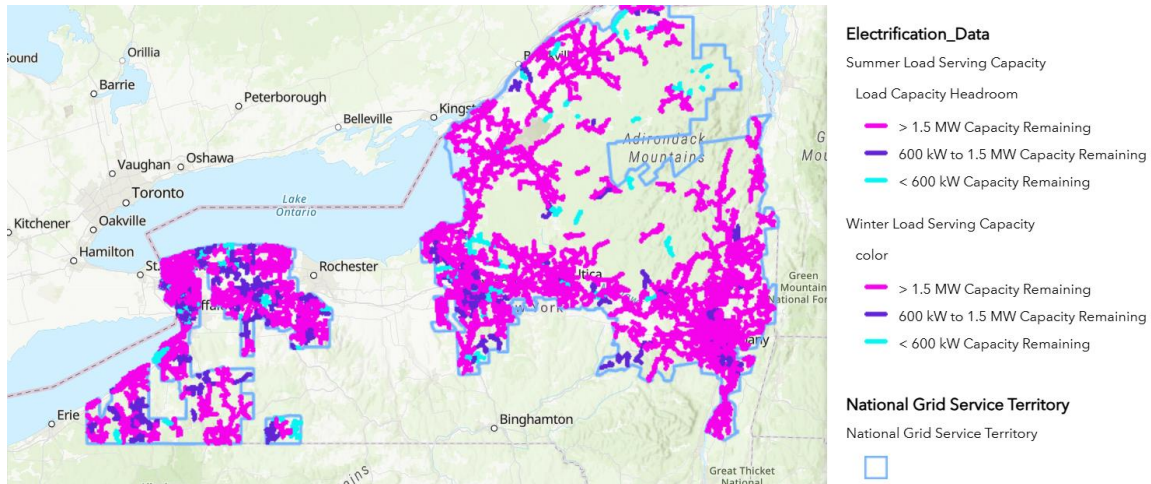 Sound
Orillia
Barrie
Peterborough
Belleville
Kingst
Vaughan
Oshawa
Toronto
Kitchener
Oakville
Hamilton
Lake
Ontario
Rochester
Adirondack
Mountains
Green
Mountain
National For
Erie
Binghamton
Great Thicket
National
Electrification_Data
Summer Load Serving Capacity
Load Capacity Headroom
> 1.5 MW Capacity Remaining
600 kW to 1.5 MW Capacity Remaining
< 600 kW Capacity Remaining
Winter Load Serving Capacity
color
> 1.5 MW Capacity Remaining
600 kW to 1.5 MW Capacity Remaining
< 600 kW Capacity Remaining
National Grid Service Territory
National Grid Service Territory